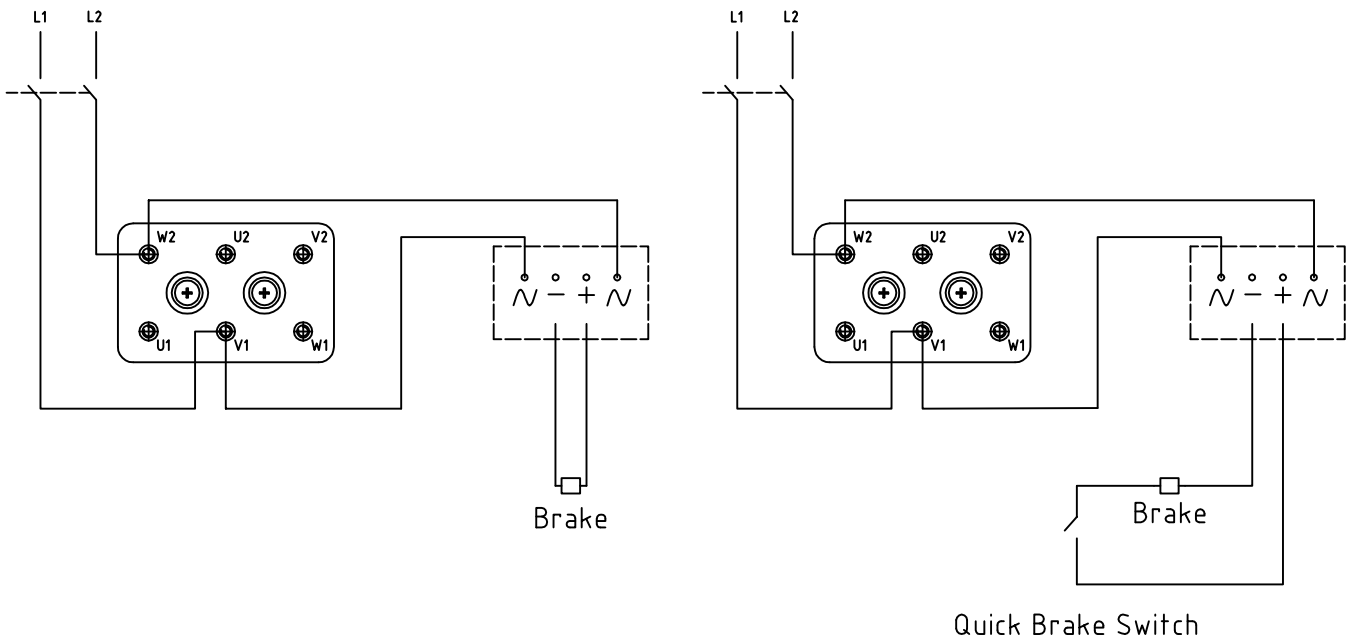 L1 L2
W2 U2 V2
U1 V1 W1
∿ — + ∿
Brake
L1 L2
W2 U2 V2
U1 V1 W1
∿ — + ∿
Brake
Quick Brake Switch